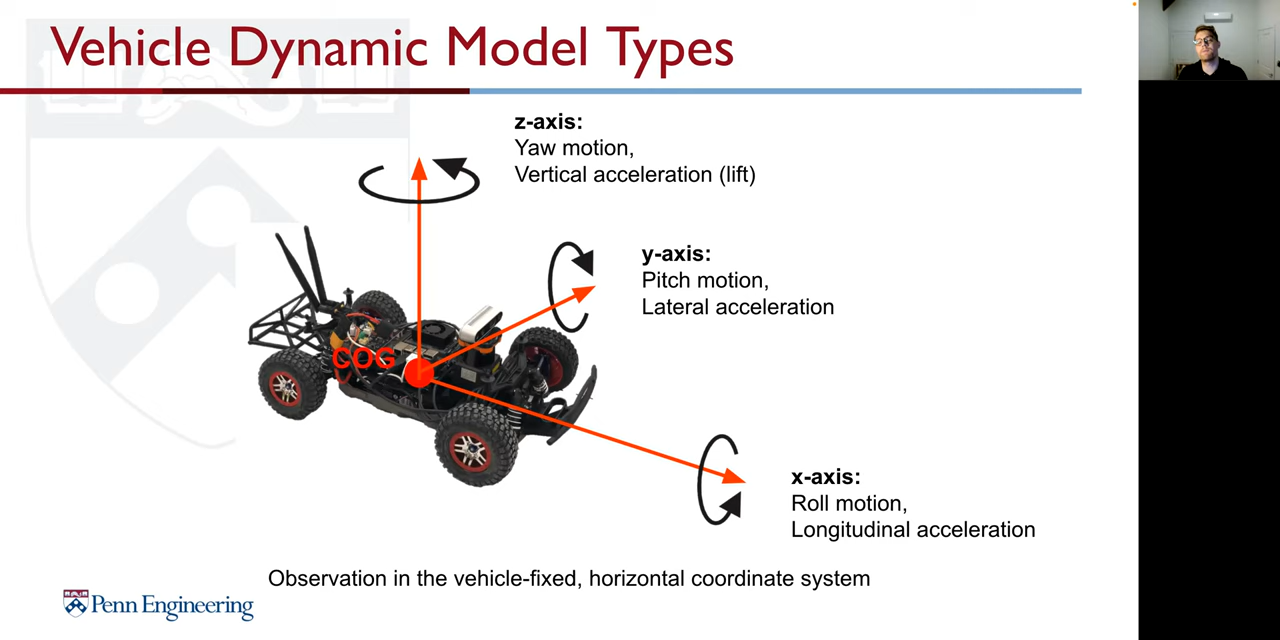 Vehicle Dynamic Model Types
z-axis:
Yaw motion,
Vertical acceleration (lift)
y-axis:
Pitch motion,
Lateral acceleration
COG
x-axis:
Roll motion,
Longitudinal acceleration
Observation in the vehicle-fixed, horizontal coordinate system
Penn Engineering